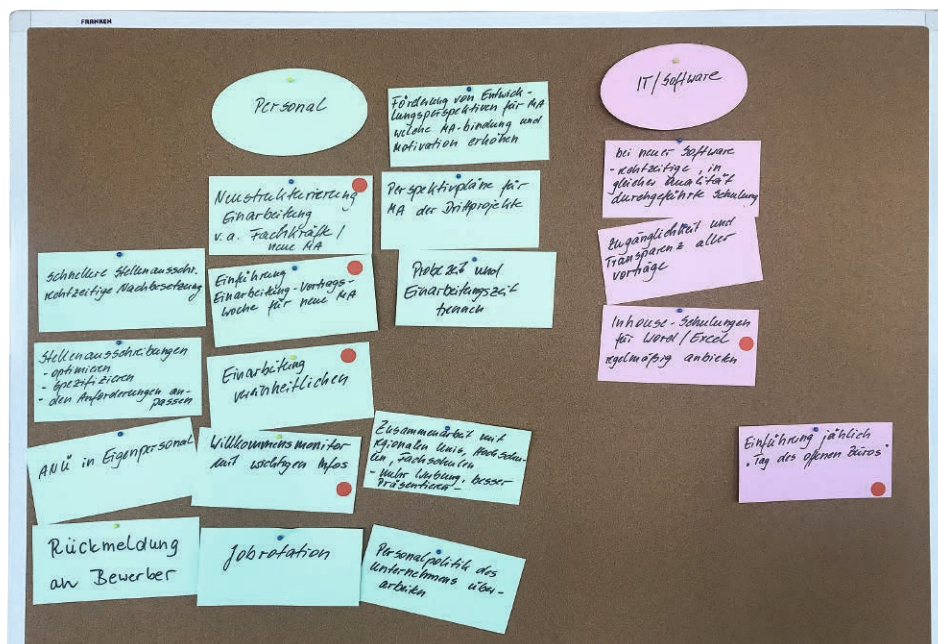 FRANKEN
Personal
Förderung von Entwick-
lungsperspektiven für MA
welche MA-bindung und
Motivation erhöhen
IT/Software
Neustrukturierung
Einarbeitung
v.a. Fachkräfte/
neue MA
Perspektivpläne für
MA der Drittprojekte
bei neuer Software
- rechtzeitige, in
gleicher Qualität
durchgeführte Schulung
Zugänglichkeit und
Transparenz aller
Vorträge
schnellere Stellenausschr.
rechtzeitige Nachbesetzung
Einführung
Einarbeitung-Vortrags-
woche für neue MA
Probezeit und
Einarbeitungszeit
trennen
Inhouse-Schulungen
für Word/Excel
regelmäßig anbieten
Stellenausschreibungen
- optimieren
- spezifizieren
- den Anforderungen an-
passen
Einarbeitung
vereinheitlichen
ANÜ in Eigenpersonal
Willkommensmonitor
mit wichtigen Infos
Zusammenarbeit mit
regionalen Unis, Hochschu-
len, Fachschulen
- mehr Werbung, besser
Präsentieren -
Einführung jählich
"Tag des offenen Büros"
Rückmeldung
an Bewerber
Jobrotation
Personalpolitik des
Unternehmens über-
arbeiten